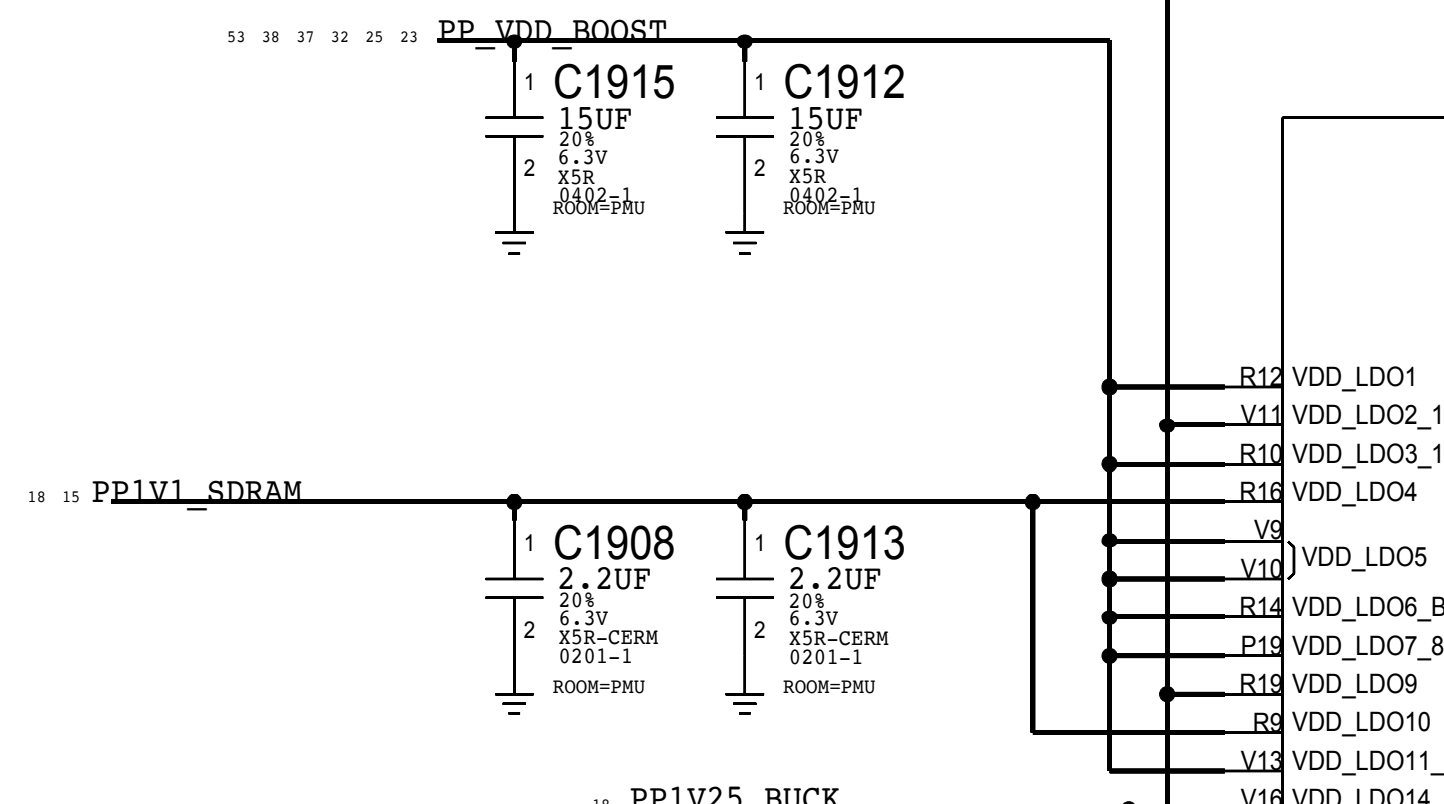 53 38 37 32 25 23 PP_VDD_BOOST
1 C1915
15UF
20%
6.3V
2 X5R
0402-1
ROOM=PMU
1 C1912
15UF
20%
6.3V
2 X5R
0402-1
ROOM=PMU
R12 VDD_LDO1
V11 VDD_LDO2_1
R10 VDD_LDO3_1
18 15 PP1V1_SDRAM
R16 VDD_LDO4
V9
V10 VDD_LDO5
R14 VDD_LDO6_B
P19 VDD_LDO7_8
R19 VDD_LDO9
R9 VDD_LDO10
V13 VDD_LDO11_
V16 VDD_LDO14
1 C1908
2.2UF
20%
6.3V
2 X5R-CERM
0201-1
ROOM=PMU
1 C1913
2.2UF
20%
6.3V
2 X5R-CERM
0201-1
ROOM=PMU
18 PP1V25_BUCK